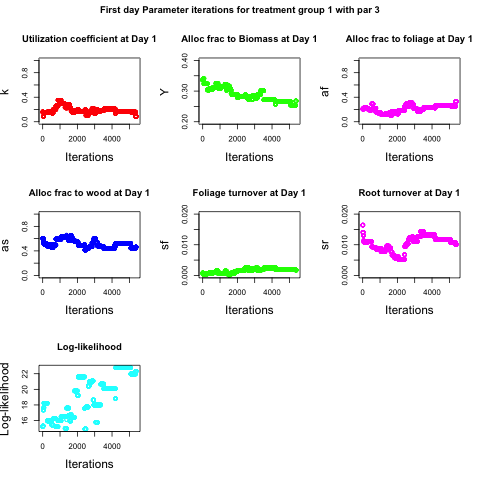 First day Parameter iterations for treatment group 1 with par 3
Utilization coefficient at Day 1
k
0.0 0.4 0.8
0 2000 4000
Iterations
Alloc frac to Biomass at Day 1
Y
0.20 0.30 0.40
0 2000 4000
Iterations
Alloc frac to foliage at Day 1
af
0.0 0.4 0.8
0 2000 4000
Iterations
Alloc frac to wood at Day 1
as
0.0 0.4 0.8
0 2000 4000
Iterations
Foliage turnover at Day 1
sf
0.000 0.010 0.020
0 2000 4000
Iterations
Root turnover at Day 1
sr
0.000 0.010 0.020
0 2000 4000
Iterations
Log-likelihood
Log-likelihood
16 18 20 22
0 2000 4000
Iterations